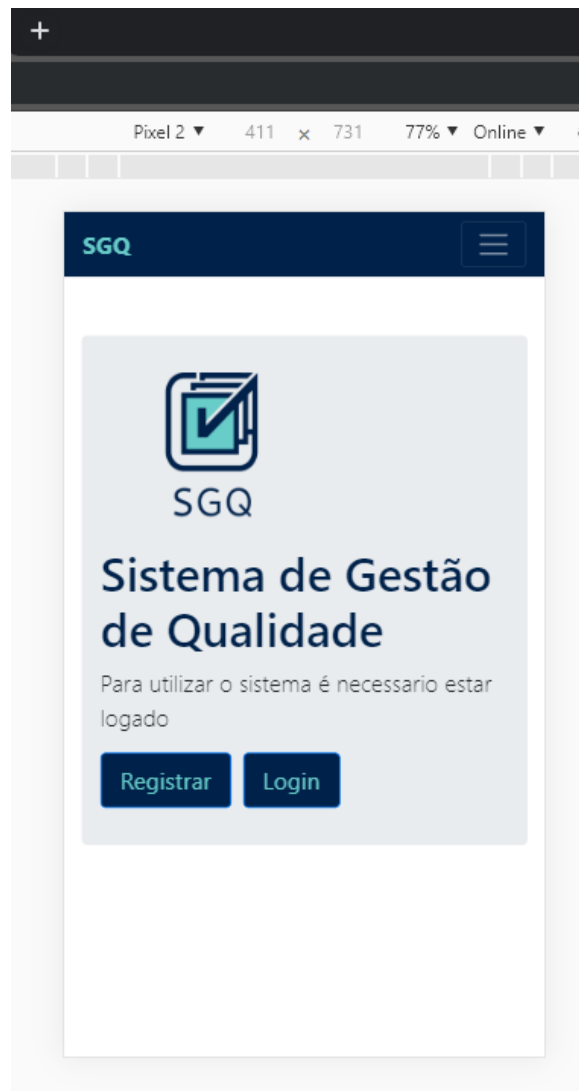 Pixel 2 ▼ 411 × 731 77% ▼ Online ▼
SGQ
SGQ
Sistema de Gestão
de Qualidade
Para utilizar o sistema é necessario estar
logado
Registrar Login